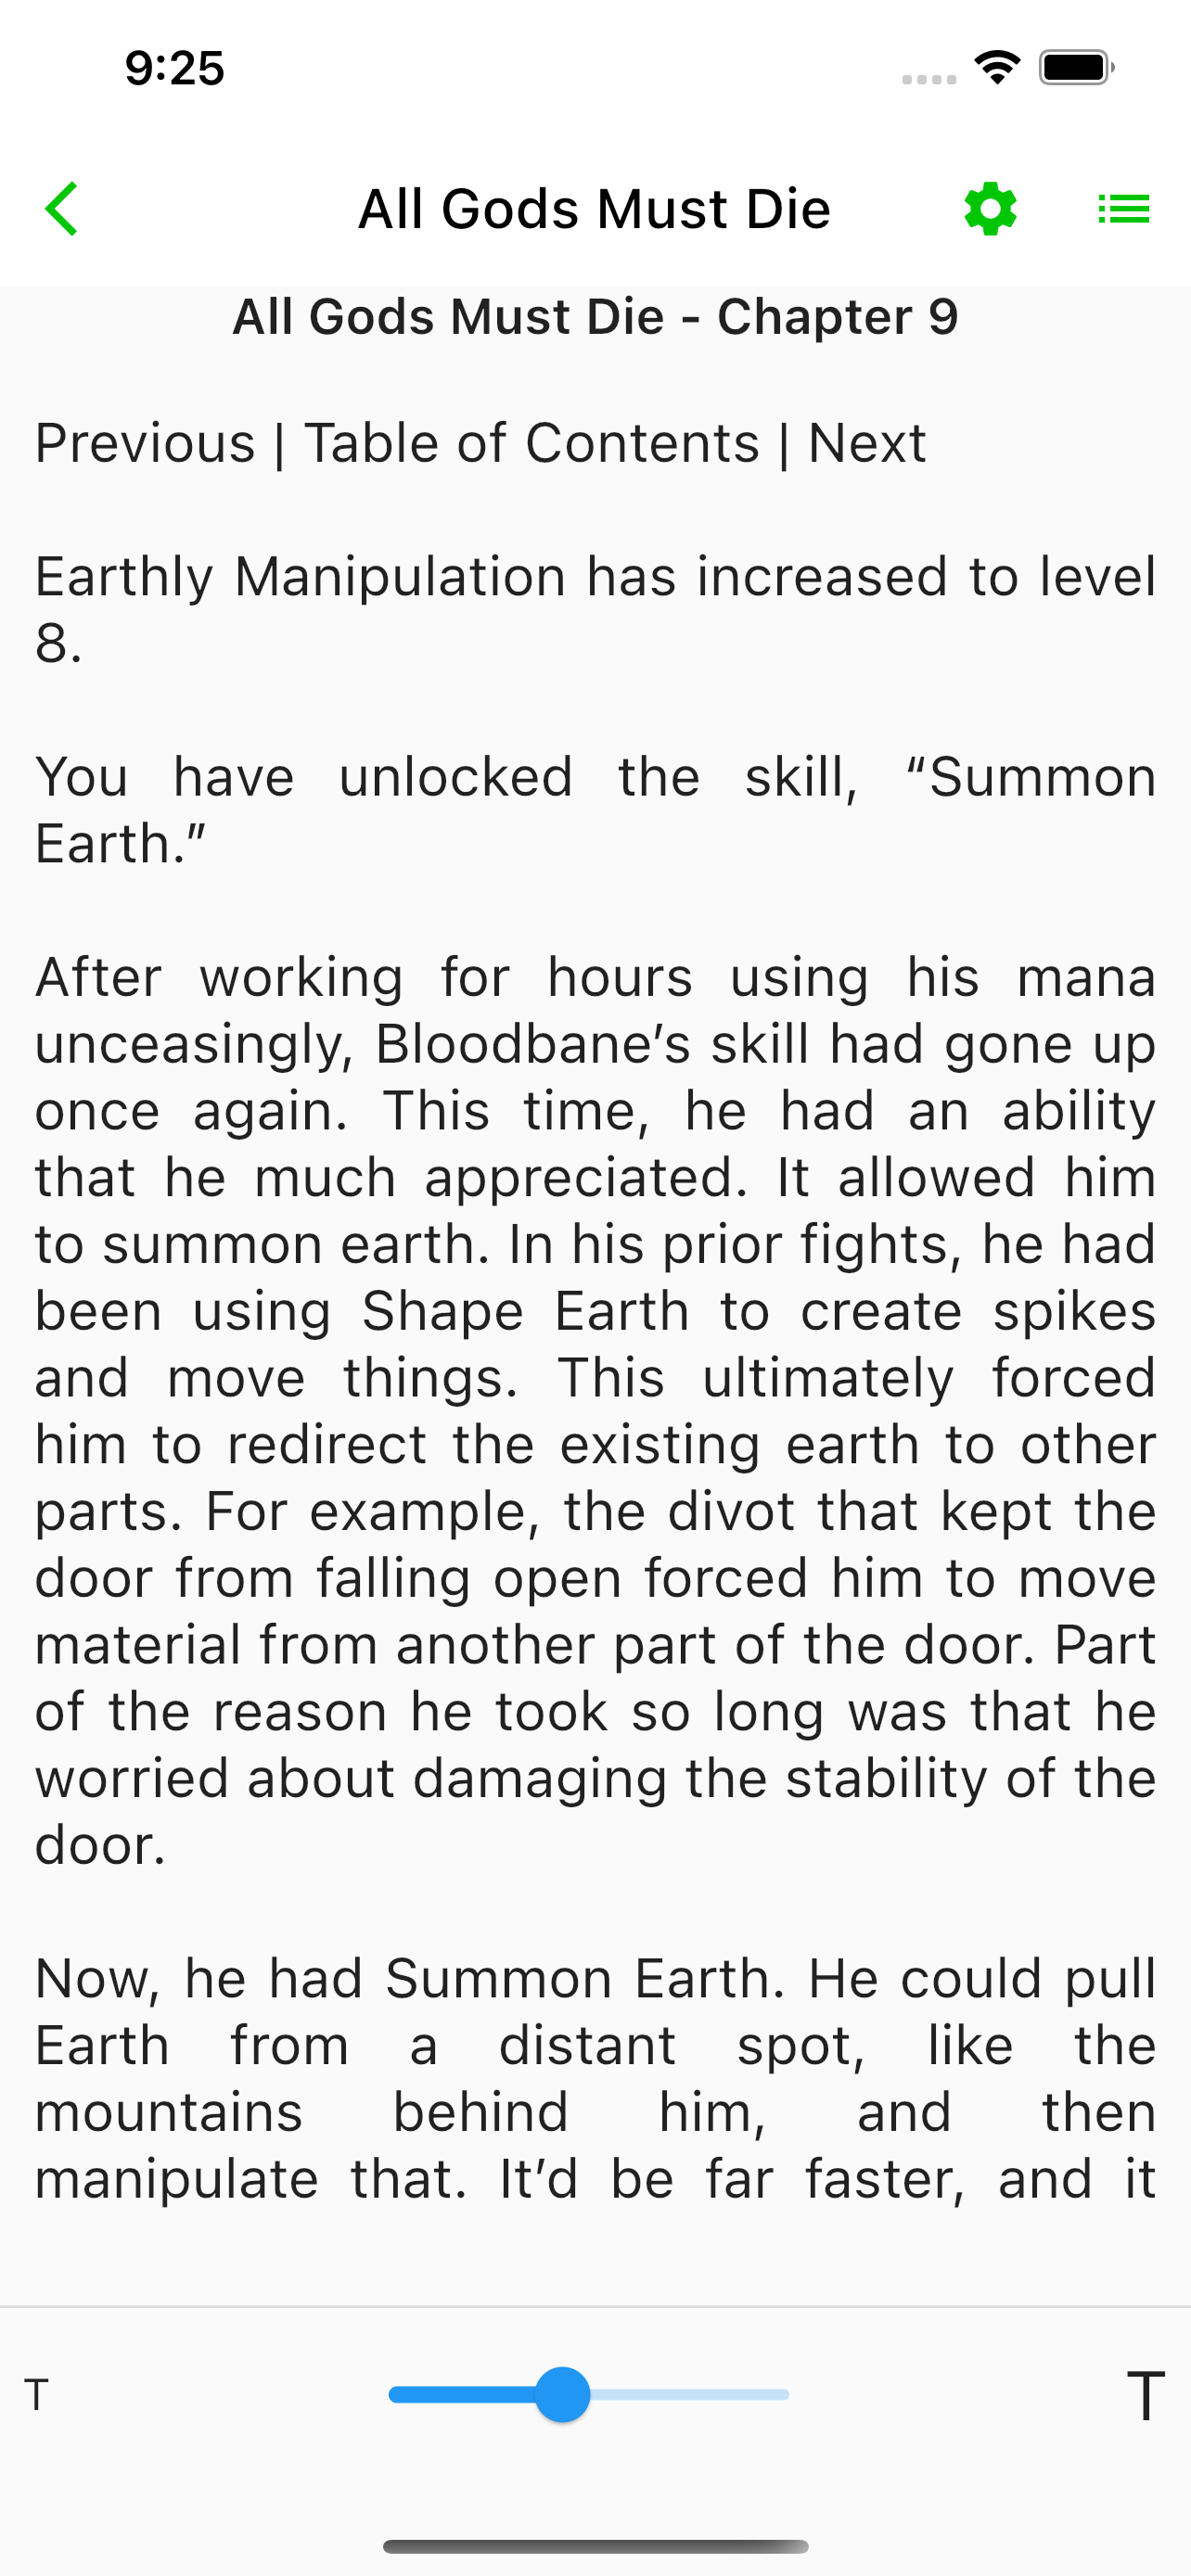 9:25
All Gods Must Die
All Gods Must Die - Chapter 9
Previous | Table of Contents | Next
Earthly Manipulation has increased to level
8.
You have unlocked the skill, “Summon
Earth.”
After working for hours using his mana
unceasingly, Bloodbane’s skill had gone up
once again. This time, he had an ability
that he much appreciated. It allowed him
to summon earth. In his prior fights, he had
been using Shape Earth to create spikes
and move things. This ultimately forced
him to redirect the existing earth to other
parts. For example, the divot that kept the
door from falling open forced him to move
material from another part of the door. Part
of the reason he took so long was that he
worried about damaging the stability of the
door.
Now, he had Summon Earth. He could pull
Earth from a distant spot, like the
mountains behind him, and then
manipulate that. It’d be far faster, and it
T T